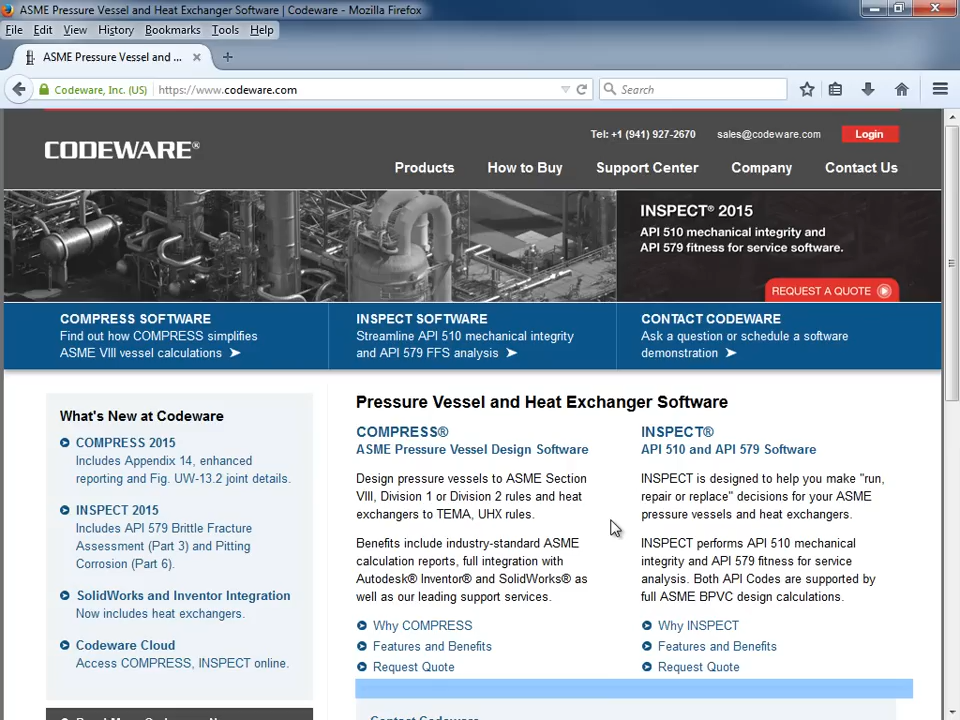 ASME Pressure Vessel and Heat Exchanger Software | Codeware - Mozilla Firefox
File Edit View History Bookmarks Tools Help
ASME Pressure Vessel and ...
Codeware, Inc. (US) https://www.codeware.com
Search
Tel: +1 (941) 927-2670 sales@codeware.com Login
CODEWARE®
Products How to Buy Support Center Company Contact Us
INSPECT® 2015
API 510 mechanical integrity and
API 579 fitness for service software.
REQUEST A QUOTE
COMPRESS SOFTWARE
Find out how COMPRESS simplifies
ASME VIII vessel calculations
INSPECT SOFTWARE
Streamline API 510 mechanical integrity
and API 579 FFS analysis
CONTACT CODEWARE
Ask a question or schedule a software
demonstration
What's New at Codeware
COMPRESS 2015
Includes Appendix 14, enhanced
reporting and Fig. UW-13.2 joint details.
INSPECT 2015
Includes API 579 Brittle Fracture
Assessment (Part 3) and Pitting
Corrosion (Part 6).
SolidWorks and Inventor Integration
Now includes heat exchangers.
Codeware Cloud
Access COMPRESS, INSPECT online.
Pressure Vessel and Heat Exchanger Software
COMPRESS®
ASME Pressure Vessel Design Software
Design pressure vessels to ASME Section
VIII, Division 1 or Division 2 rules and heat
exchangers to TEMA, UHX rules.
Benefits include industry-standard ASME
calculation reports, full integration with
Autodesk® Inventor® and SolidWorks® as
well as our leading support services.
Why COMPRESS
Features and Benefits
Request Quote
INSPECT®
API 510 and API 579 Software
INSPECT is designed to help you make "run,
repair or replace" decisions for your ASME
pressure vessels and heat exchangers.
INSPECT performs API 510 mechanical
integrity and API 579 fitness for service
analysis. Both API Codes are supported by
full ASME BPVC design calculations.
Why INSPECT
Features and Benefits
Request Quote
Contact Codeware